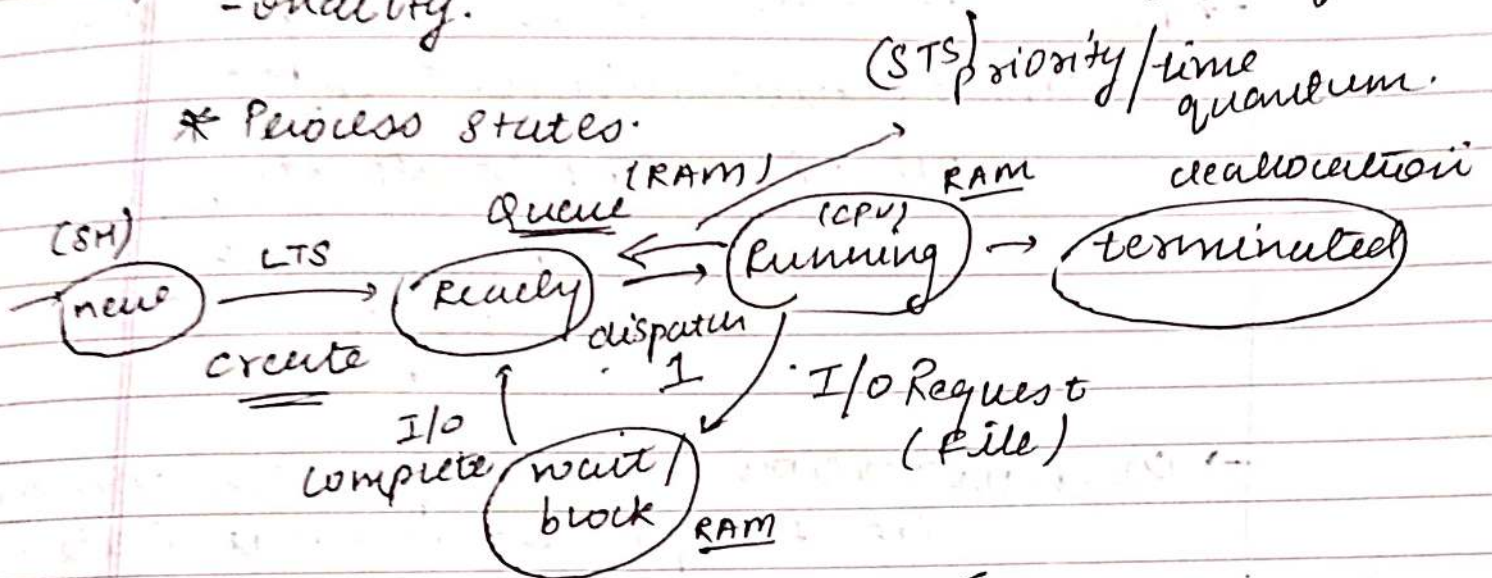 -onality.
(STS) priority/time
quantum.
* Process states.
(RAM)
Queue
RAM
deallocation
(SM)
LTS
(CPU)
new
Ready
Running
terminated
dispatch
1
create
I/O Request
(File)
I/O
complete
wait/
block
RAM